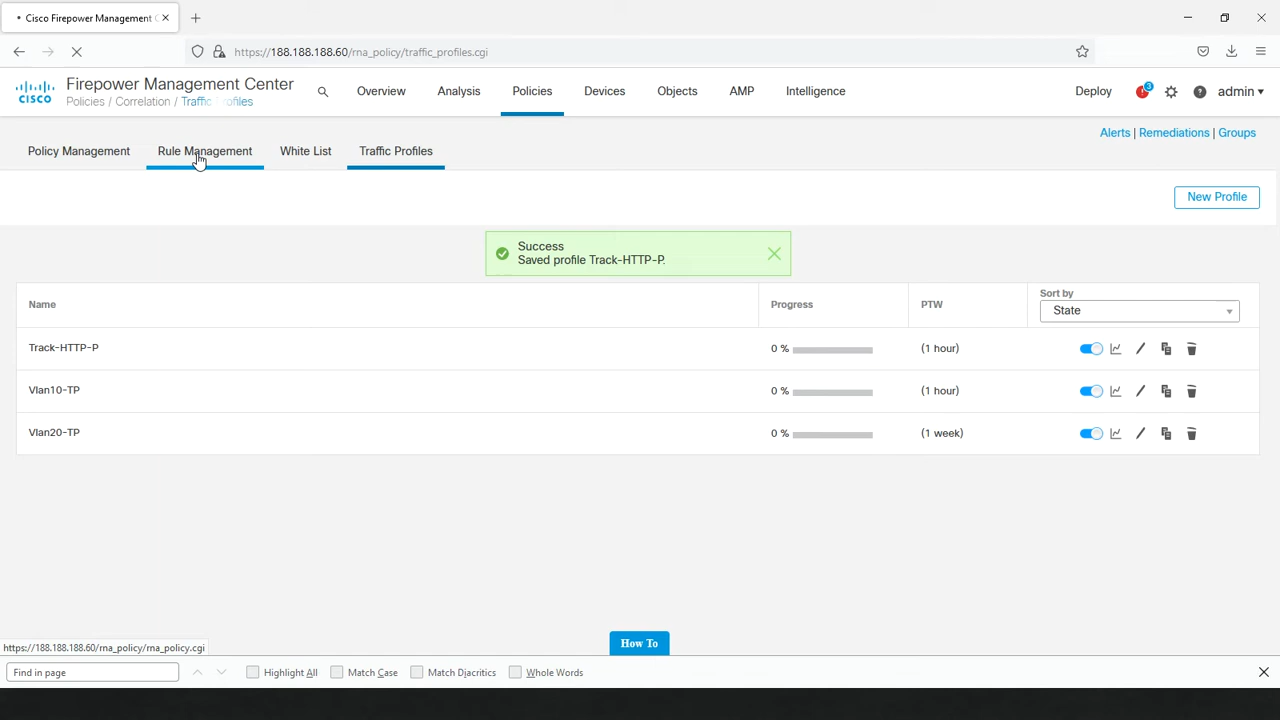 Cisco Firepower Management C
https://188.188.188.60/rna_policy/traffic_profiles.cgi
CISCO
Firepower Management Center
Policies / Correlation / Traffic Profiles
Overview
Analysis
Policies
Devices
Objects
AMP
Intelligence
Deploy
3
admin
Alerts | Remediations | Groups
Policy Management
Rule Management
White List
Traffic Profiles
New Profile
Success
Saved profile Track-HTTP-P.
Name
Progress
PTW
Sort by
State
Track-HTTP-P
0 %
(1 hour)
Vlan10-TP
0 %
(1 hour)
Vlan20-TP
0 %
(1 week)
How To
https://188.188.188.60/rna_policy/rna_policy.cgi
Find in page
Highlight All
Match Case
Match Diacritics
Whole Words